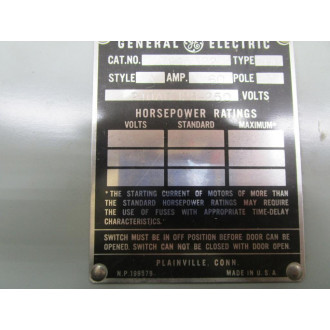 GENERAL GE ELECTRIC
CAT.NO. TYPE
STYLE AMP. POLE
VOLTS
HORSEPOWER RATINGS
VOLTS STANDARD MAXIMUM*
* THE STARTING CURRENT OF MOTORS OF MORE THAN
THE STANDARD HORSEPOWER RATINGS MAY REQUIRE
THE USE OF FUSES WITH APPROPRIATE TIME-DELAY
CHARACTERISTICS.
SWITCH MUST BE IN OFF POSITION BEFORE DOOR CAN BE
OPENED. SWITCH CAN NOT BE CLOSED WITH DOOR OPEN.
PLAINVILLE, CONN.
N.P. MADE IN U.S.A.